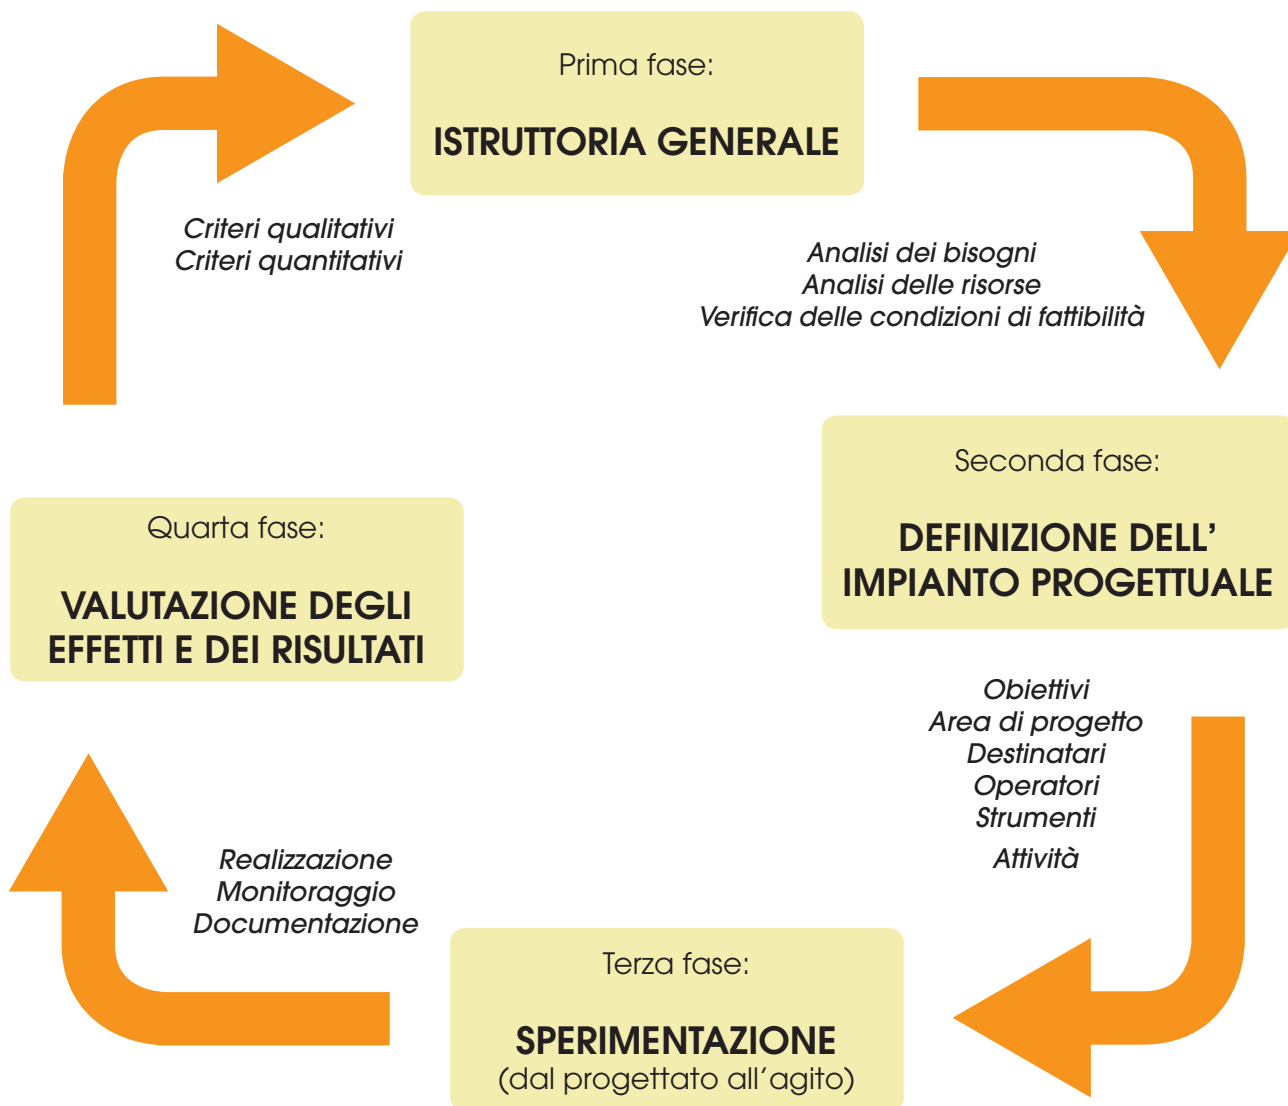 Prima fase:
ISTRUTTORIA GENERALE
Criteri qualitativi
Criteri quantitativi
Analisi dei bisogni
Analisi delle risorse
Verifica delle condizioni di fattibilità
Seconda fase:
DEFINIZIONE DELL’
IMPIANTO PROGETTUALE
Quarta fase:
VALUTAZIONE DEGLI
EFFETTI E DEI RISULTATI
Obiettivi
Area di progetto
Destinatari
Operatori
Strumenti
Attività
Realizzazione
Monitoraggio
Documentazione
Terza fase:
SPERIMENTAZIONE
(dal progettato all’agito)